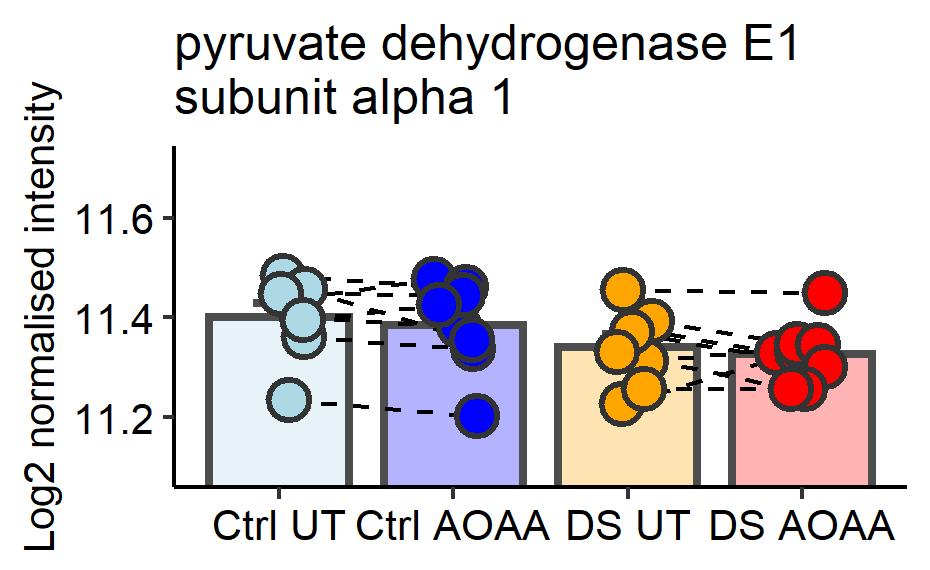 pyruvate dehydrogenase E1
subunit alpha 1
Log2 normalised intensity
11.6
11.4
11.2
Ctrl UT Ctrl AOAA DS UT DS AOAA